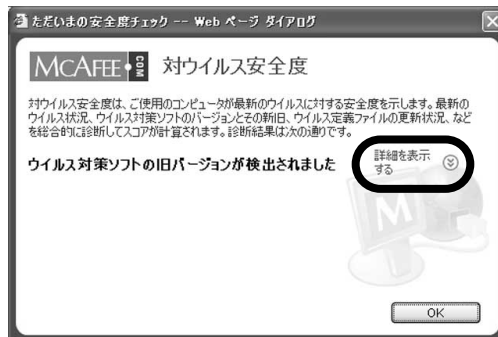 ただいまの安全度チェック -- Web ページ ダイアログ
McAFEE COM 対ウイルス安全度
対ウイルス安全度は、ご使用のコンピュータが最新のウイルスに対する安全度を示します。最新の
ウイルス状況、ウイルス対策ソフトのバージョンとその新旧、ウイルス定義ファイルの更新状況、など
を総合的に診断してスコアが計算されます。診断結果は次の通りです。
ウイルス対策ソフトの旧バージョンが検出されました
詳細を表示
する
M
OK